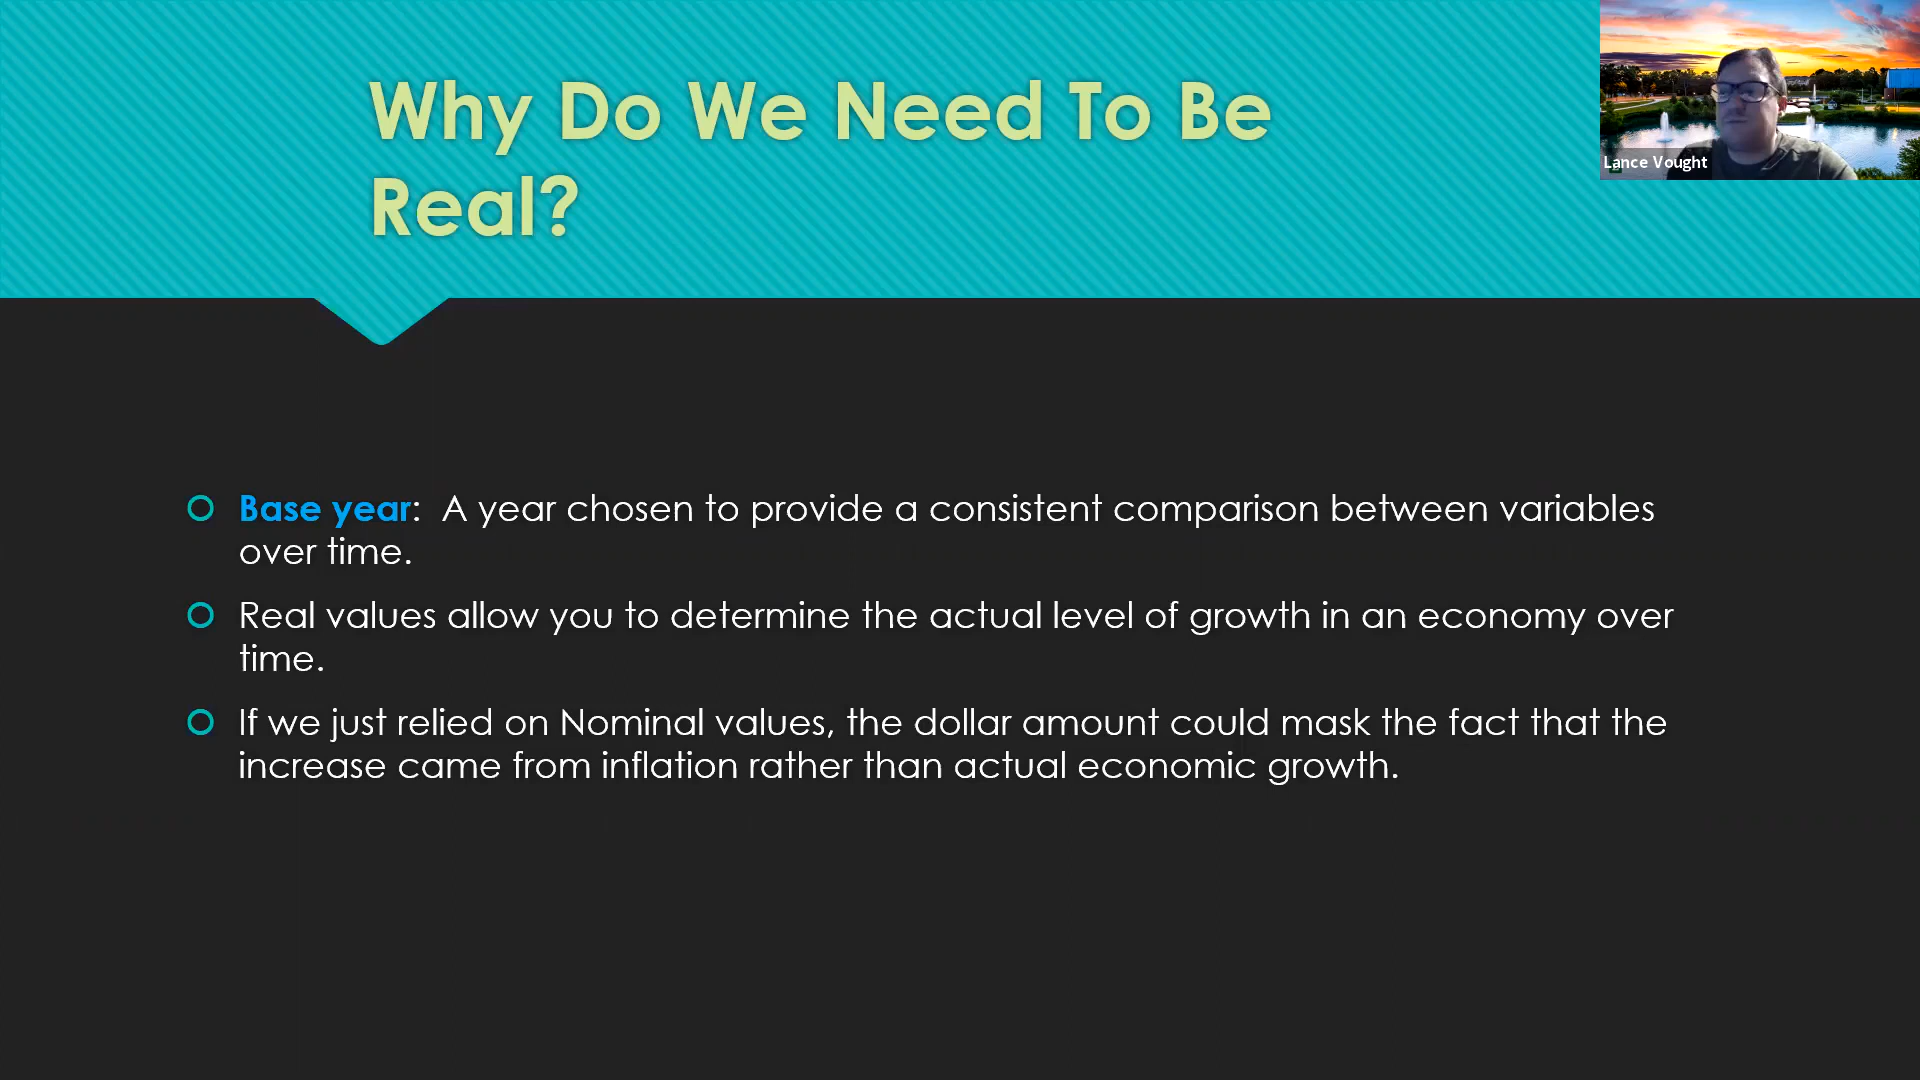 Why Do We Need To Be
Real?
Lance Vought
Base year:  A year chosen to provide a consistent comparison between variables
over time.
Real values allow you to determine the actual level of growth in an economy over
time.
If we just relied on Nominal values, the dollar amount could mask the fact that the
increase came from inflation rather than actual economic growth.